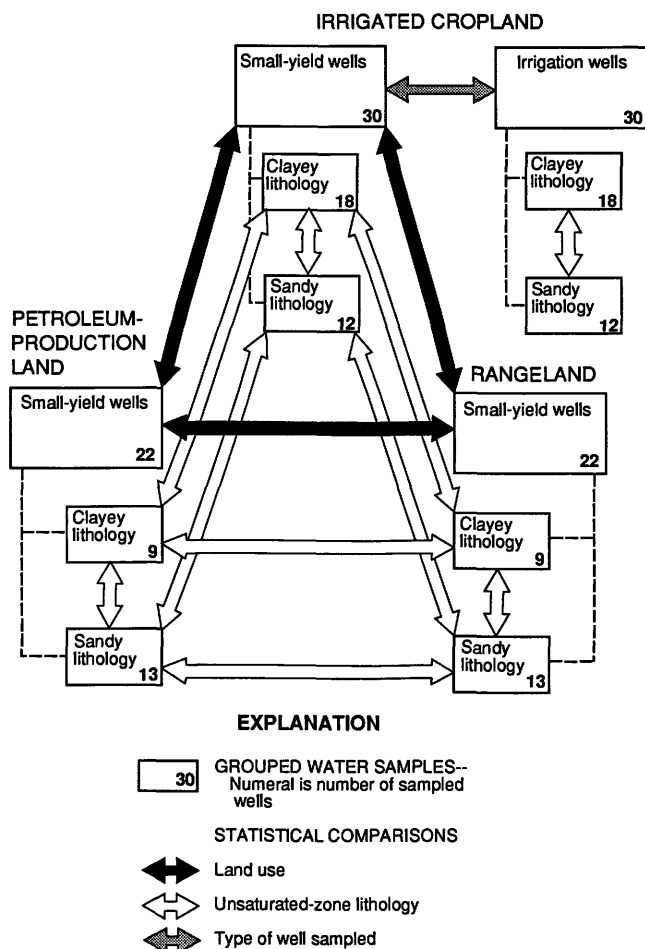 IRRIGATED CROPLAND
Small-yield wells
30
Irrigation wells
30
Clayey
lithology
18
Sandy
lithology
12
Clayey
lithology
18
Sandy
lithology
12
PETROLEUM-
PRODUCTION
LAND
Small-yield wells
22
Clayey
lithology
9
Sandy
lithology
13
RANGELAND
Small-yield wells
22
Clayey
lithology
9
Sandy
lithology
13
EXPLANATION
30
GROUPED WATER SAMPLES--
Numeral is number of sampled
wells
STATISTICAL COMPARISONS
Land use
Unsaturated-zone lithology
Type of well sampled